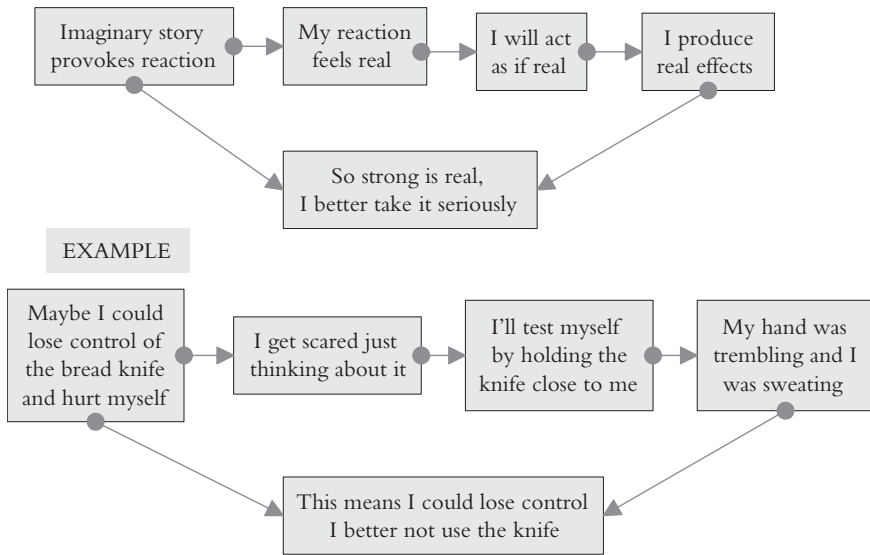 Imaginary story
provokes reaction
My reaction
feels real
I will act
as if real
I produce
real effects
So strong is real,
I better take it seriously
EXAMPLE
Maybe I could
lose control of
the bread knife
and hurt myself
I get scared just
thinking about it
I'll test myself
by holding the
knife close to me
My hand was
trembling and I
was sweating
This means I could lose control
I better not use the knife